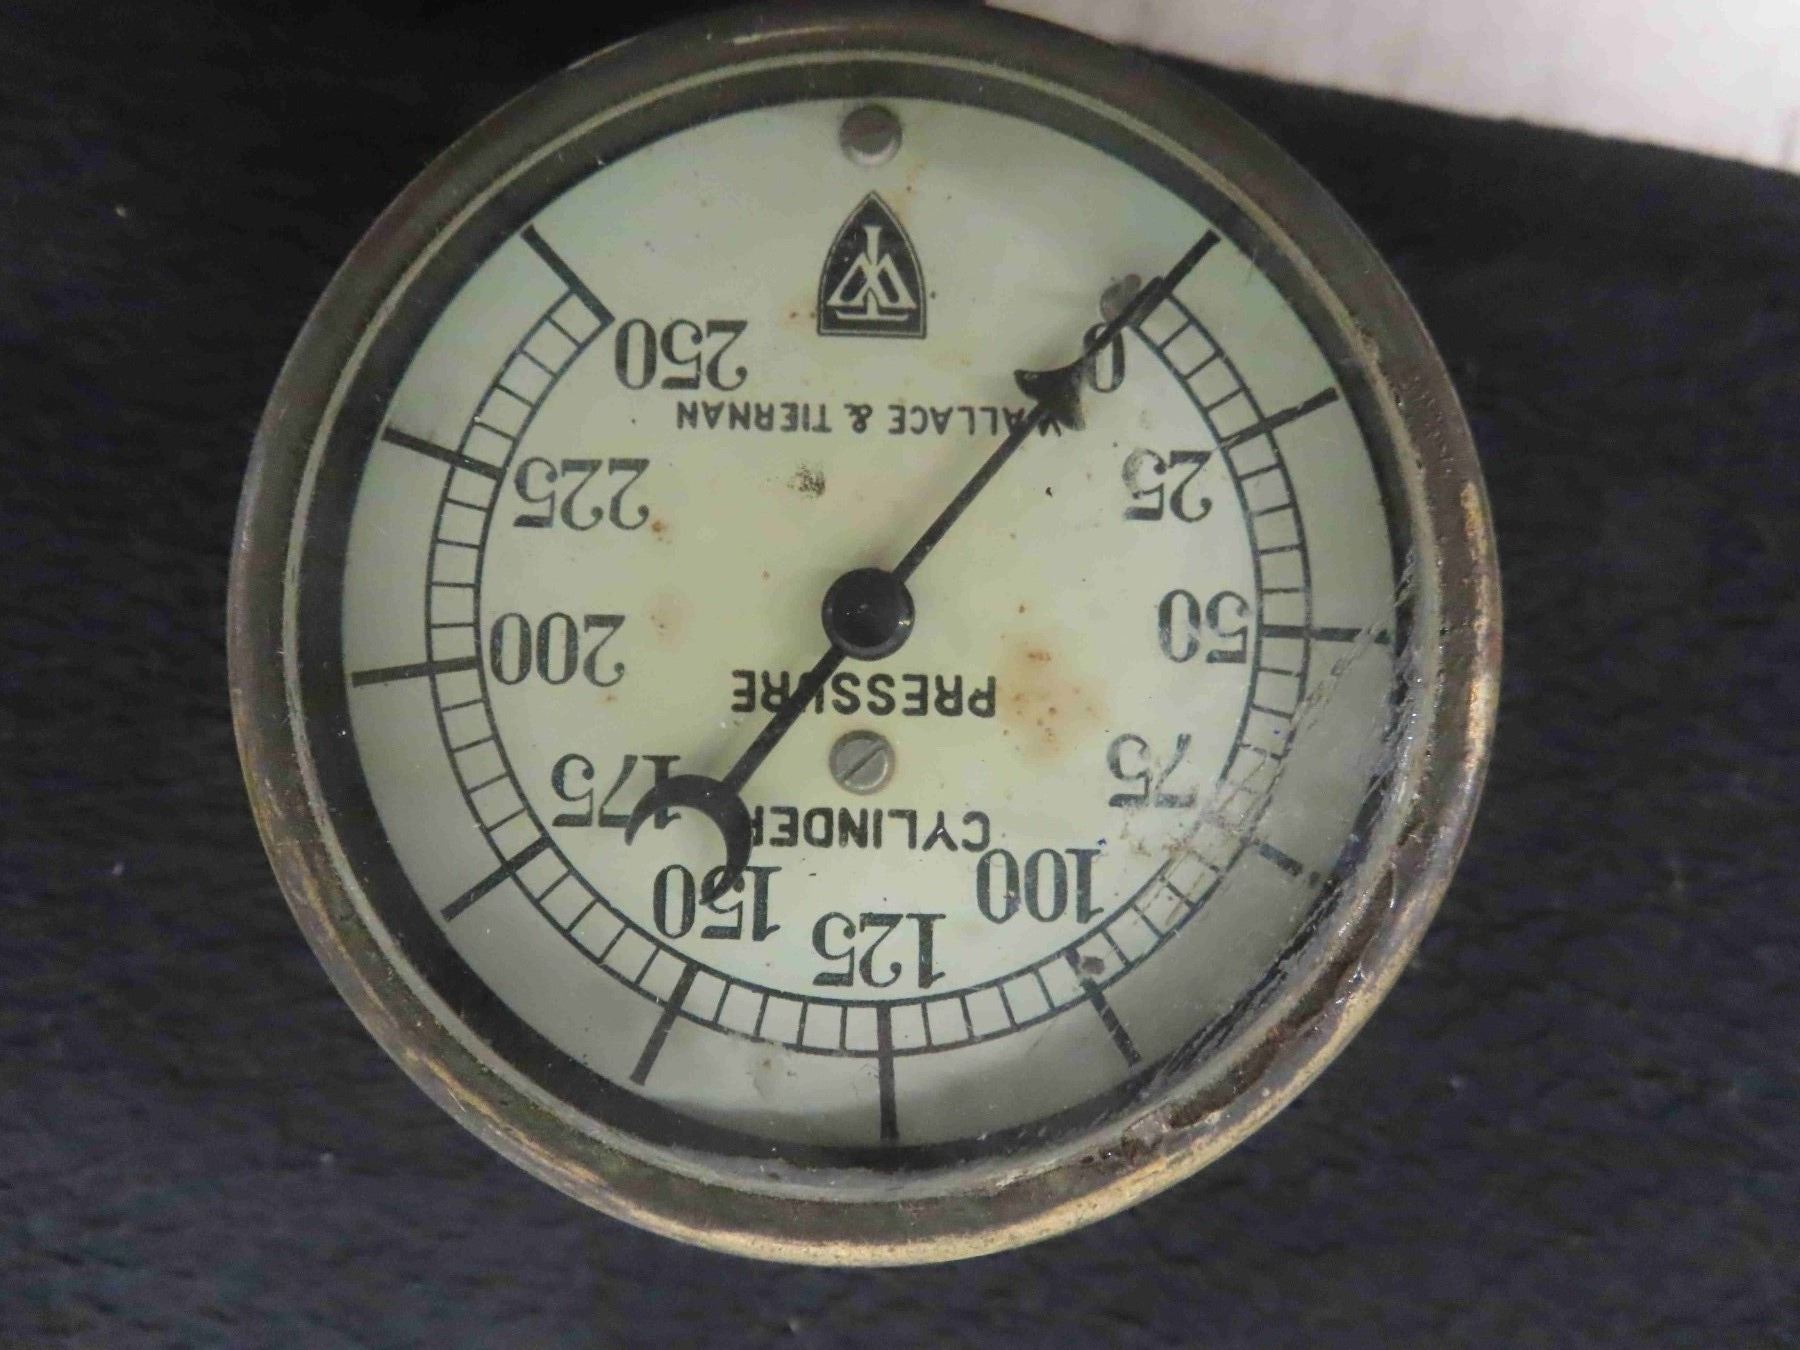 125
100 150
CYLINDER
75 175
PRESSURE
50 200
25 225
WALLACE & TIERNAN
0 250